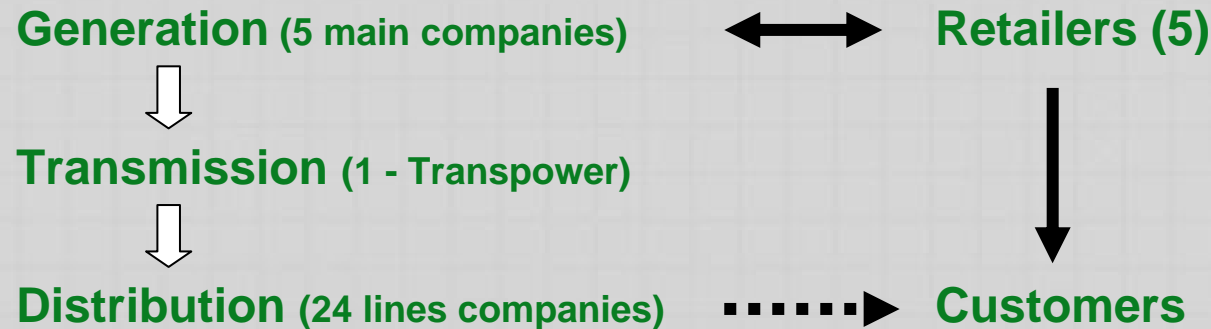 Generation (5 main companies)
Retailers (5)
Transmission (1 - Transpower)
Distribution (24 lines companies)
Customers